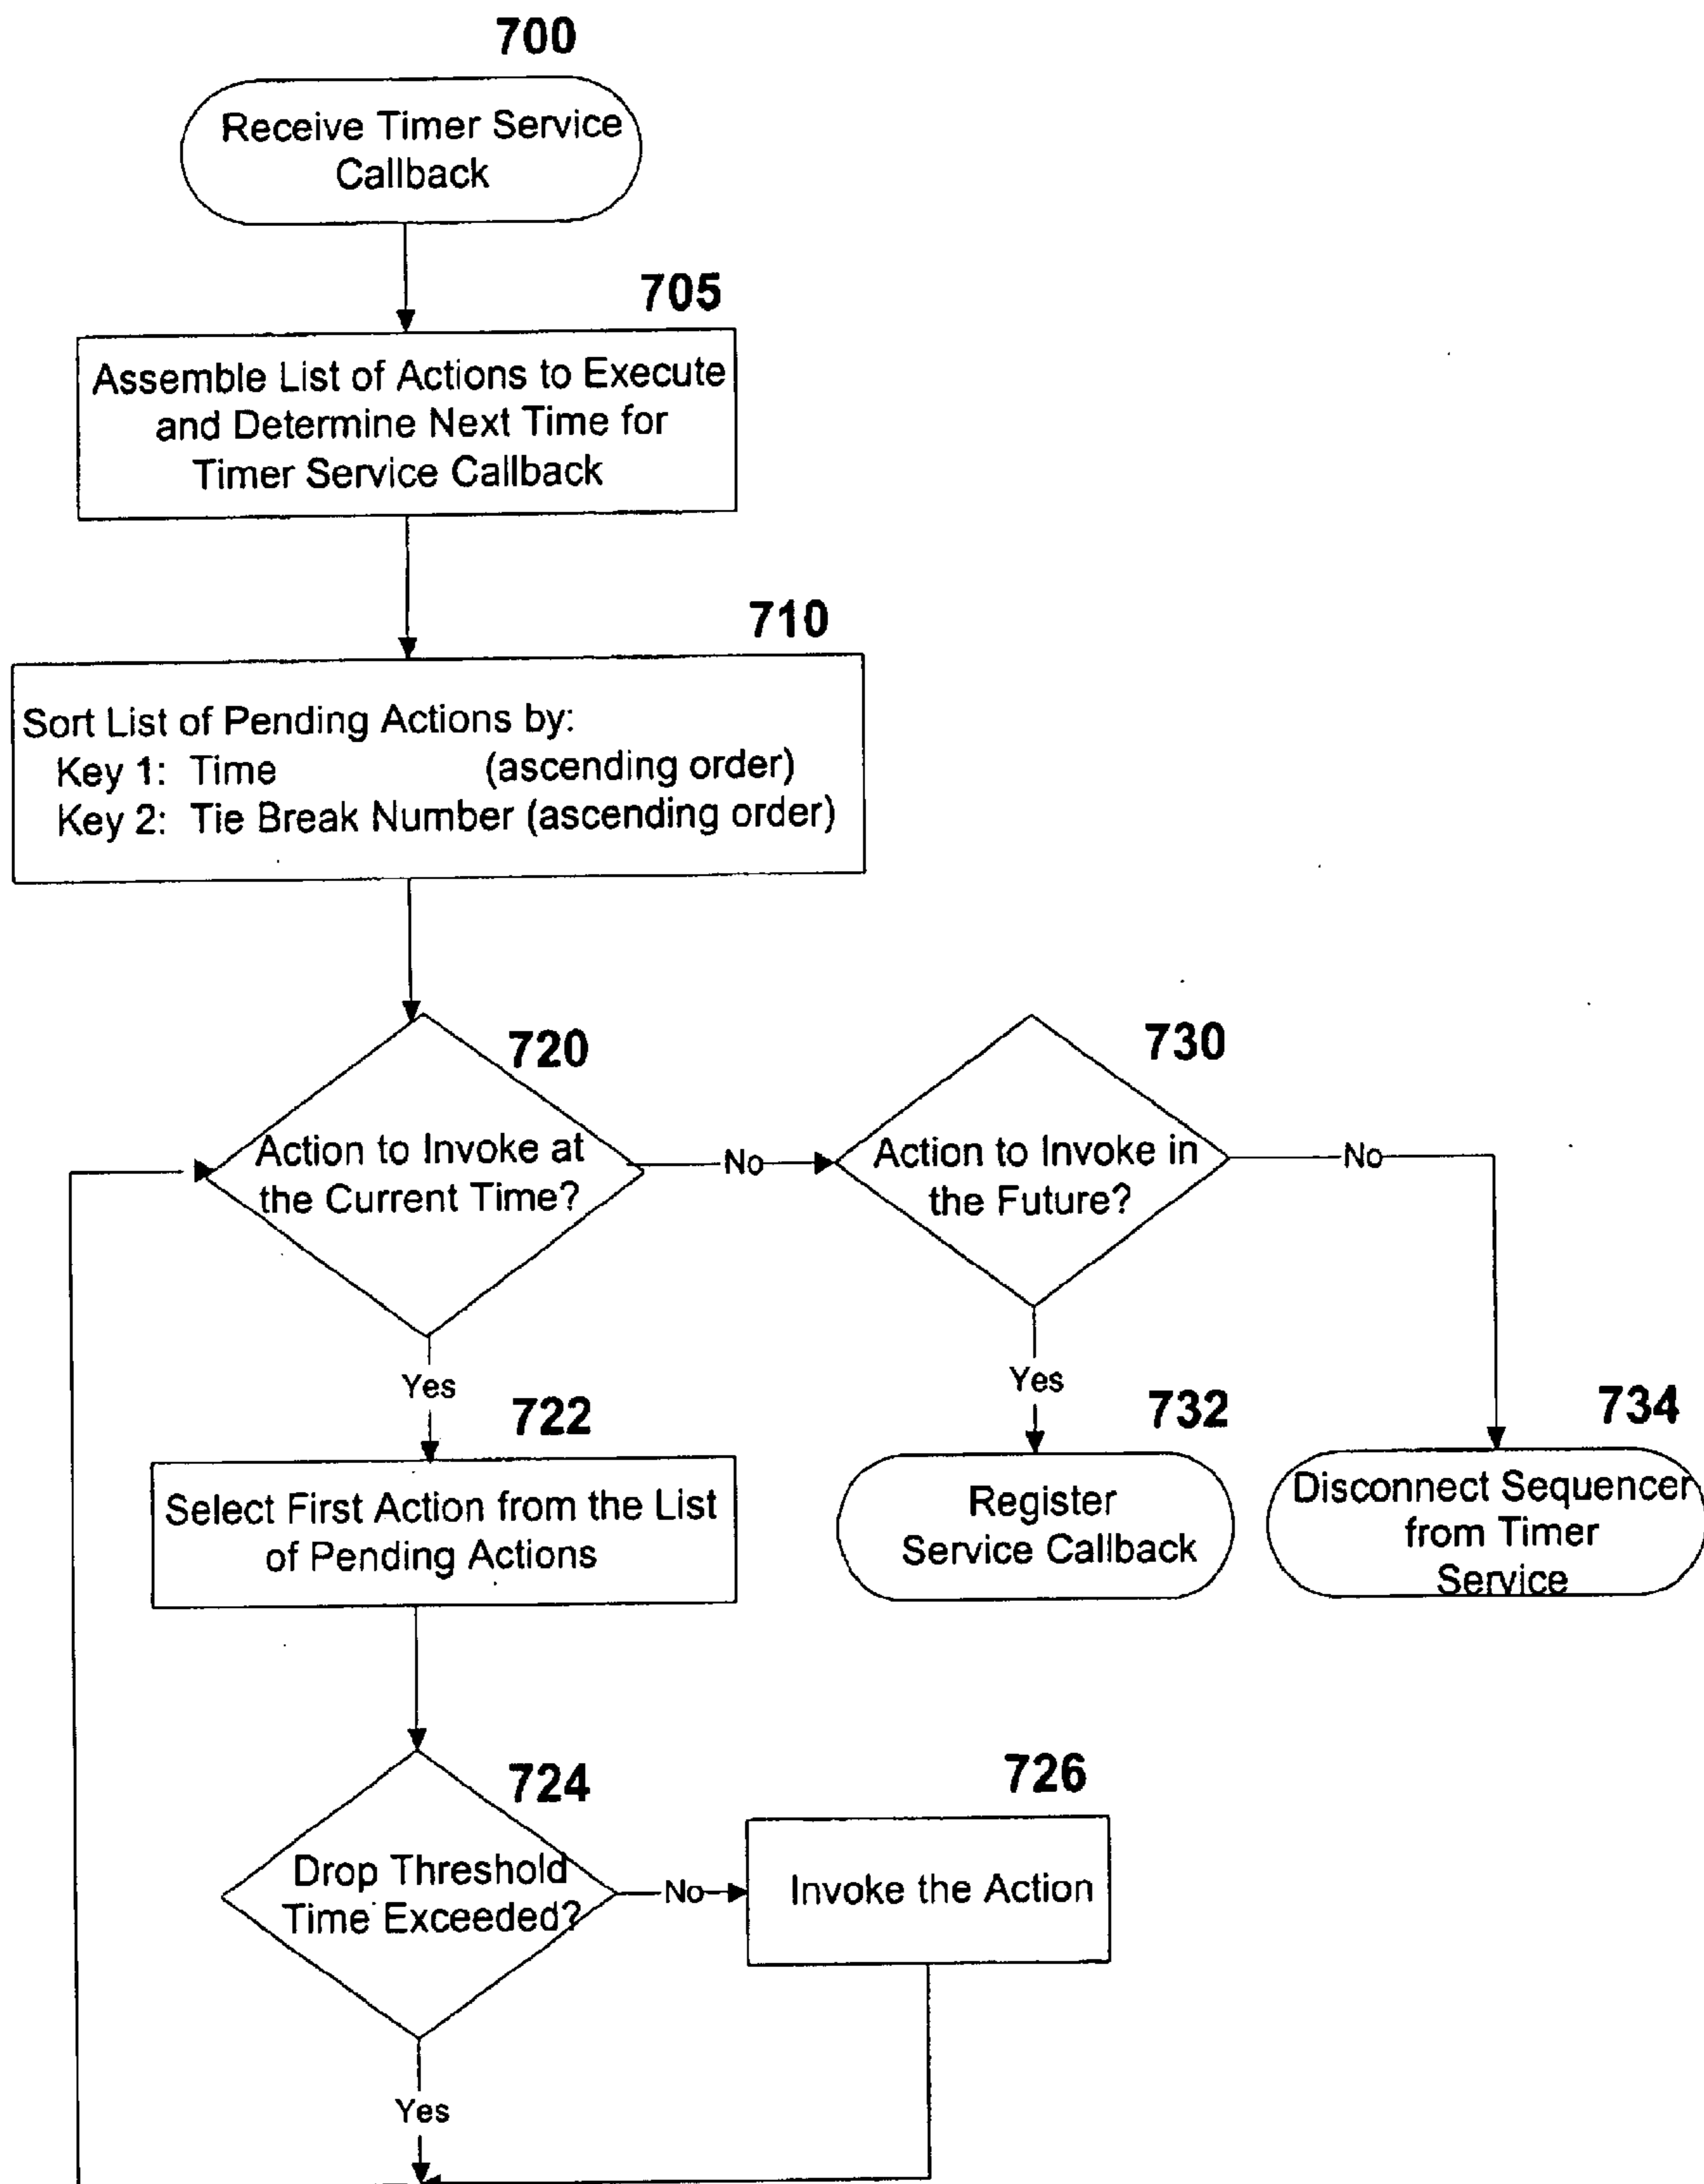 700
Receive Timer Service
Callback
705
Assemble List of Actions to Execute
and Determine Next Time for
Timer Service Callback
710
Sort List of Pending Actions by:
Key 1: Time (ascending order)
Key 2: Tie Break Number (ascending order)
720
Action to Invoke at
the Current Time?
No
730
Action to Invoke in
the Future?
No
Yes
722
Select First Action from the List
of Pending Actions
Yes
732
Register
Service Callback
734
Disconnect Sequencer
from Timer
Service
724
Drop Threshold
Time Exceeded?
No
726
Invoke the Action
Yes